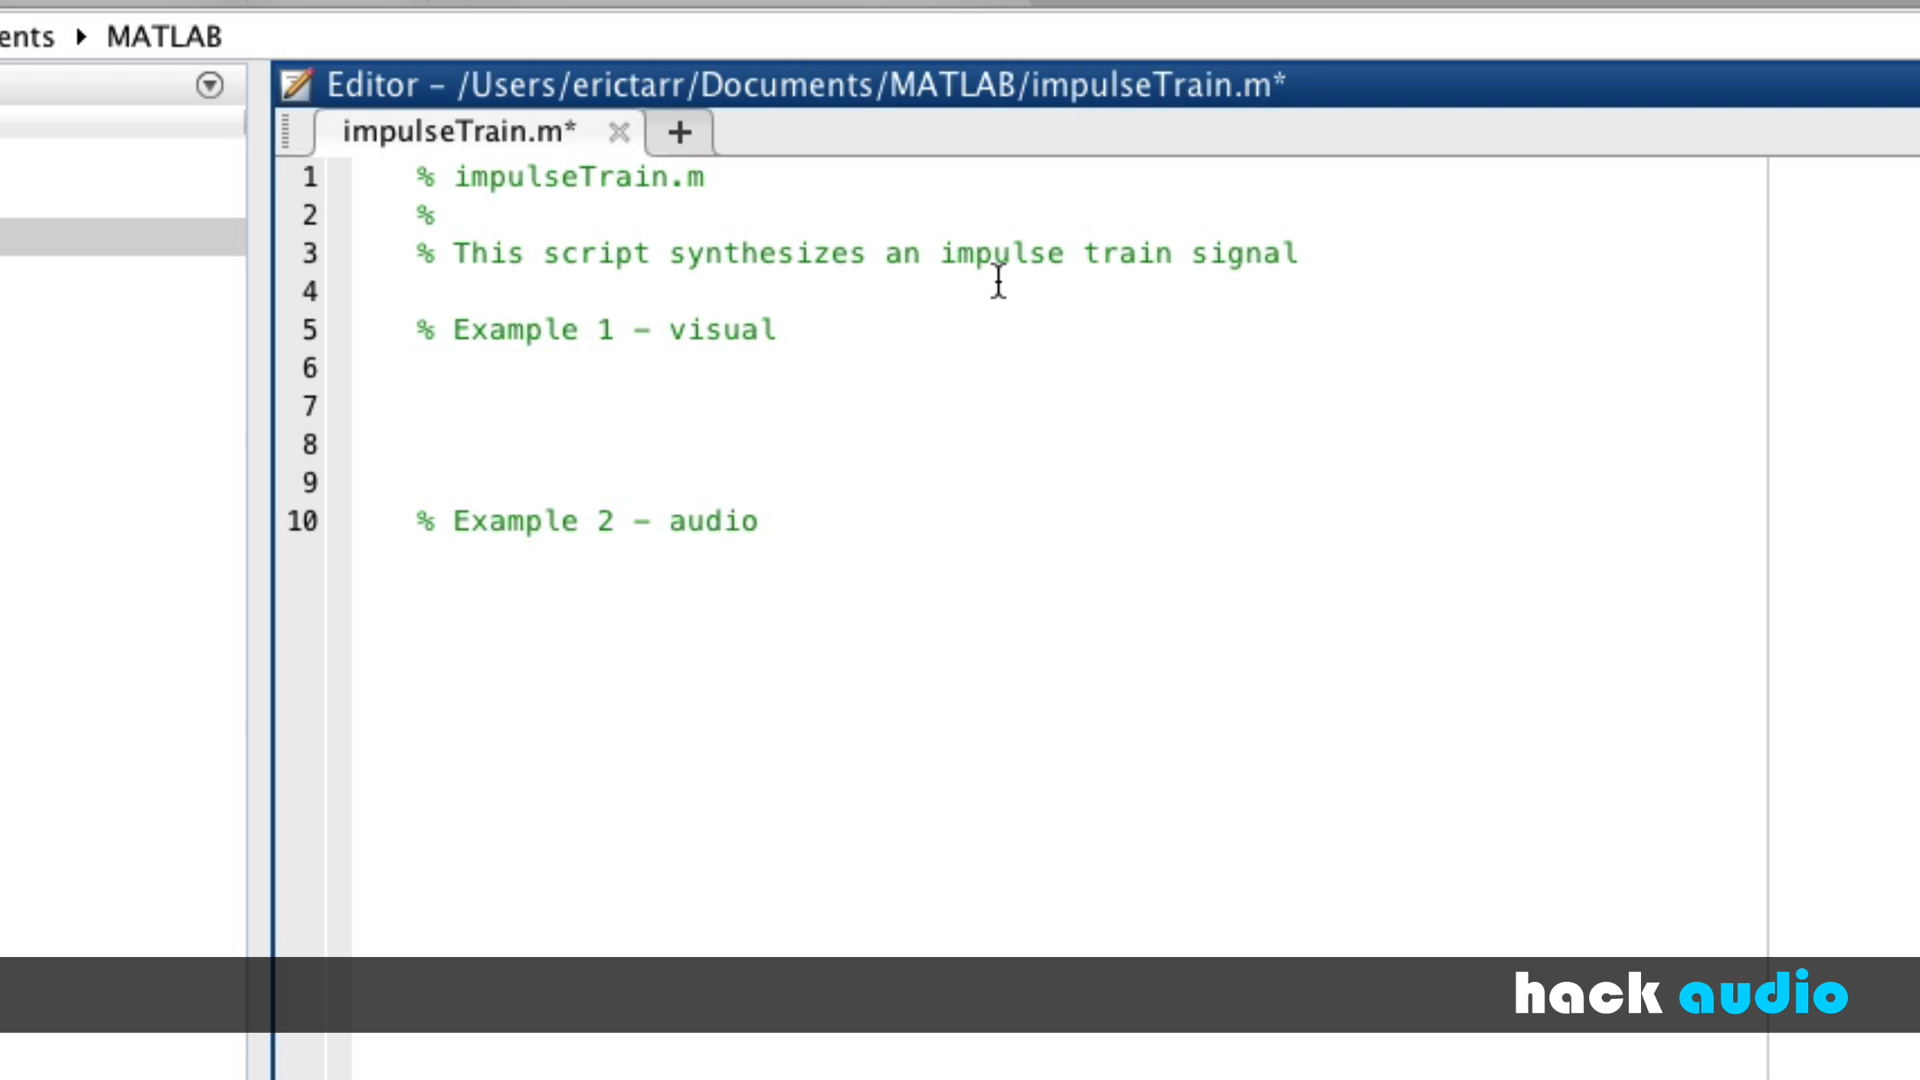 ents ▸ MATLAB
Editor – /Users/erictarr/Documents/MATLAB/impulseTrain.m*
impulseTrain.m* × +
1 % impulseTrain.m
2 %
3 % This script synthesizes an impulse train signal
4
5 % Example 1 – visual
6
7
8
9
10 % Example 2 – audio
hack audio